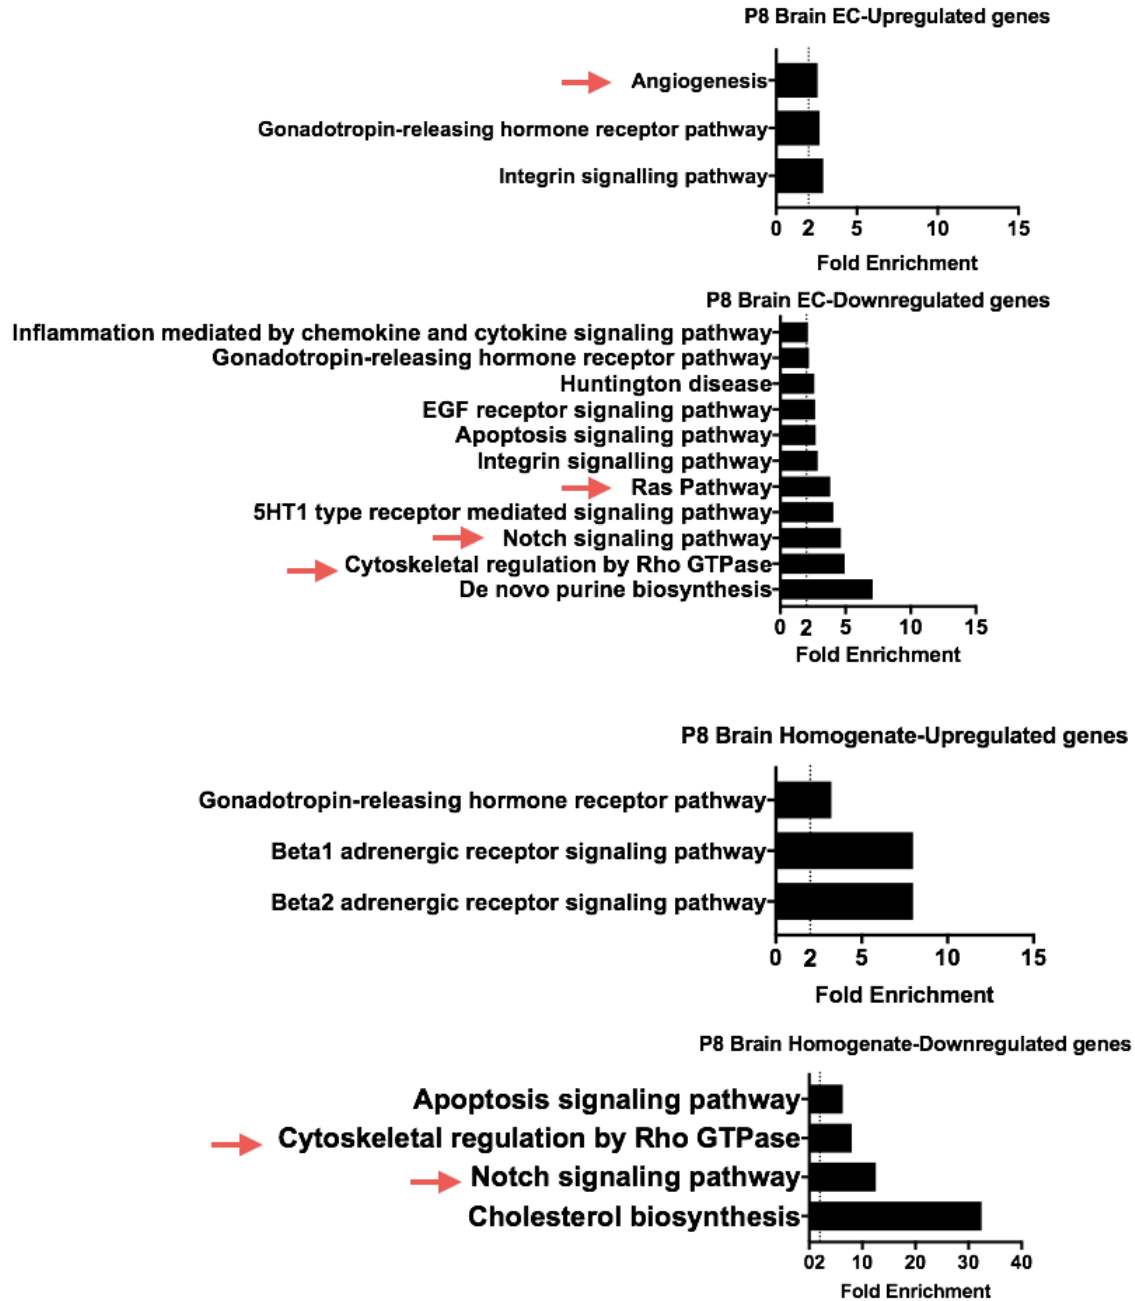 P8 Brain EC-Upregulated genes
Angiogenesis
Gonadotropin-releasing hormone receptor pathway
Integrin signalling pathway
0 2 5 10 15
Fold Enrichment
P8 Brain EC-Downregulated genes
Inflammation mediated by chemokine and cytokine signaling pathway
Gonadotropin-releasing hormone receptor pathway
Huntington disease
EGF receptor signaling pathway
Apoptosis signaling pathway
Integrin signalling pathway
Ras Pathway
5HT1 type receptor mediated signaling pathway
Notch signaling pathway
Cytoskeletal regulation by Rho GTPase
De novo purine biosynthesis
0 2 5 10 15
Fold Enrichment
P8 Brain Homogenate-Upregulated genes
Gonadotropin-releasing hormone receptor pathway
Beta1 adrenergic receptor signaling pathway
Beta2 adrenergic receptor signaling pathway
0 2 5 10 15
Fold Enrichment
P8 Brain Homogenate-Downregulated genes
Apoptosis signaling pathway
Cytoskeletal regulation by Rho GTPase
Notch signaling pathway
Cholesterol biosynthesis
0 2 10 20 30 40
Fold Enrichment